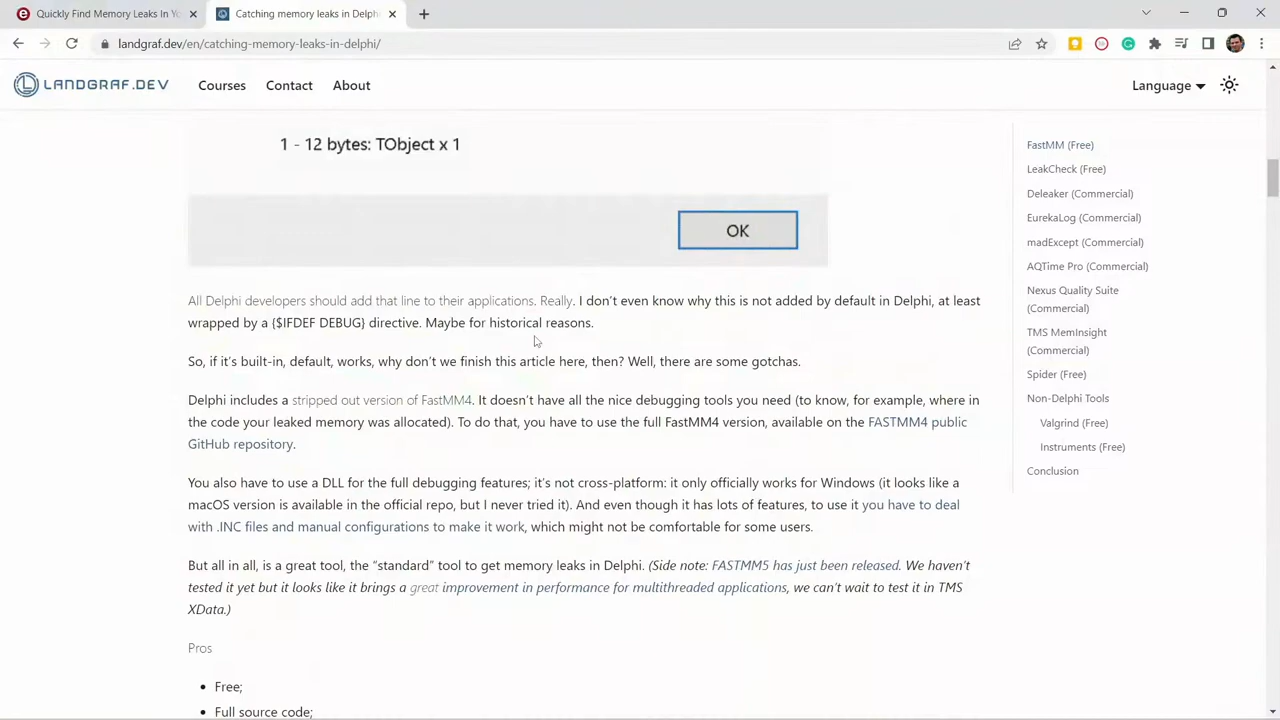 Quickly Find Memory Leaks In Yo
Catching memory leaks in Delphi
landgraf.dev/en/catching-memory-leaks-in-delphi/
LANDGRAF.DEV
Courses
Contact
About
Language
1 - 12 bytes: TObject x 1
OK
All Delphi developers should add that line to their applications. Really. I don't even know why this is not added by default in Delphi, at least
wrapped by a {$IFDEF DEBUG} directive. Maybe for historical reasons.
So, if it's built-in, default, works, why don't we finish this article here, then? Well, there are some gotchas.
Delphi includes a stripped out version of FastMM4. It doesn't have all the nice debugging tools you need (to know, for example, where in
the code your leaked memory was allocated). To do that, you have to use the full FastMM4 version, available on the FASTMM4 public
GitHub repository.
You also have to use a DLL for the full debugging features; it's not cross-platform: it only officially works for Windows (it looks like a
macOS version is available in the official repo, but I never tried it). And even though it has lots of features, to use it you have to deal
with .INC files and manual configurations to make it work, which might not be comfortable for some users.
But all in all, is a great tool, the "standard" tool to get memory leaks in Delphi. (Side note: FASTMM5 has just been released. We haven't
tested it yet but it looks like it brings a great improvement in performance for multithreaded applications, we can't wait to test it in TMS
XData.)
Pros
• Free;
• Full source code;
FastMM (Free)
LeakCheck (Free)
Deleaker (Commercial)
EurekaLog (Commercial)
madExcept (Commercial)
AQTime Pro (Commercial)
Nexus Quality Suite
(Commercial)
TMS MemInsight
(Commercial)
Spider (Free)
Non-Delphi Tools
Valgrind (Free)
Instruments (Free)
Conclusion